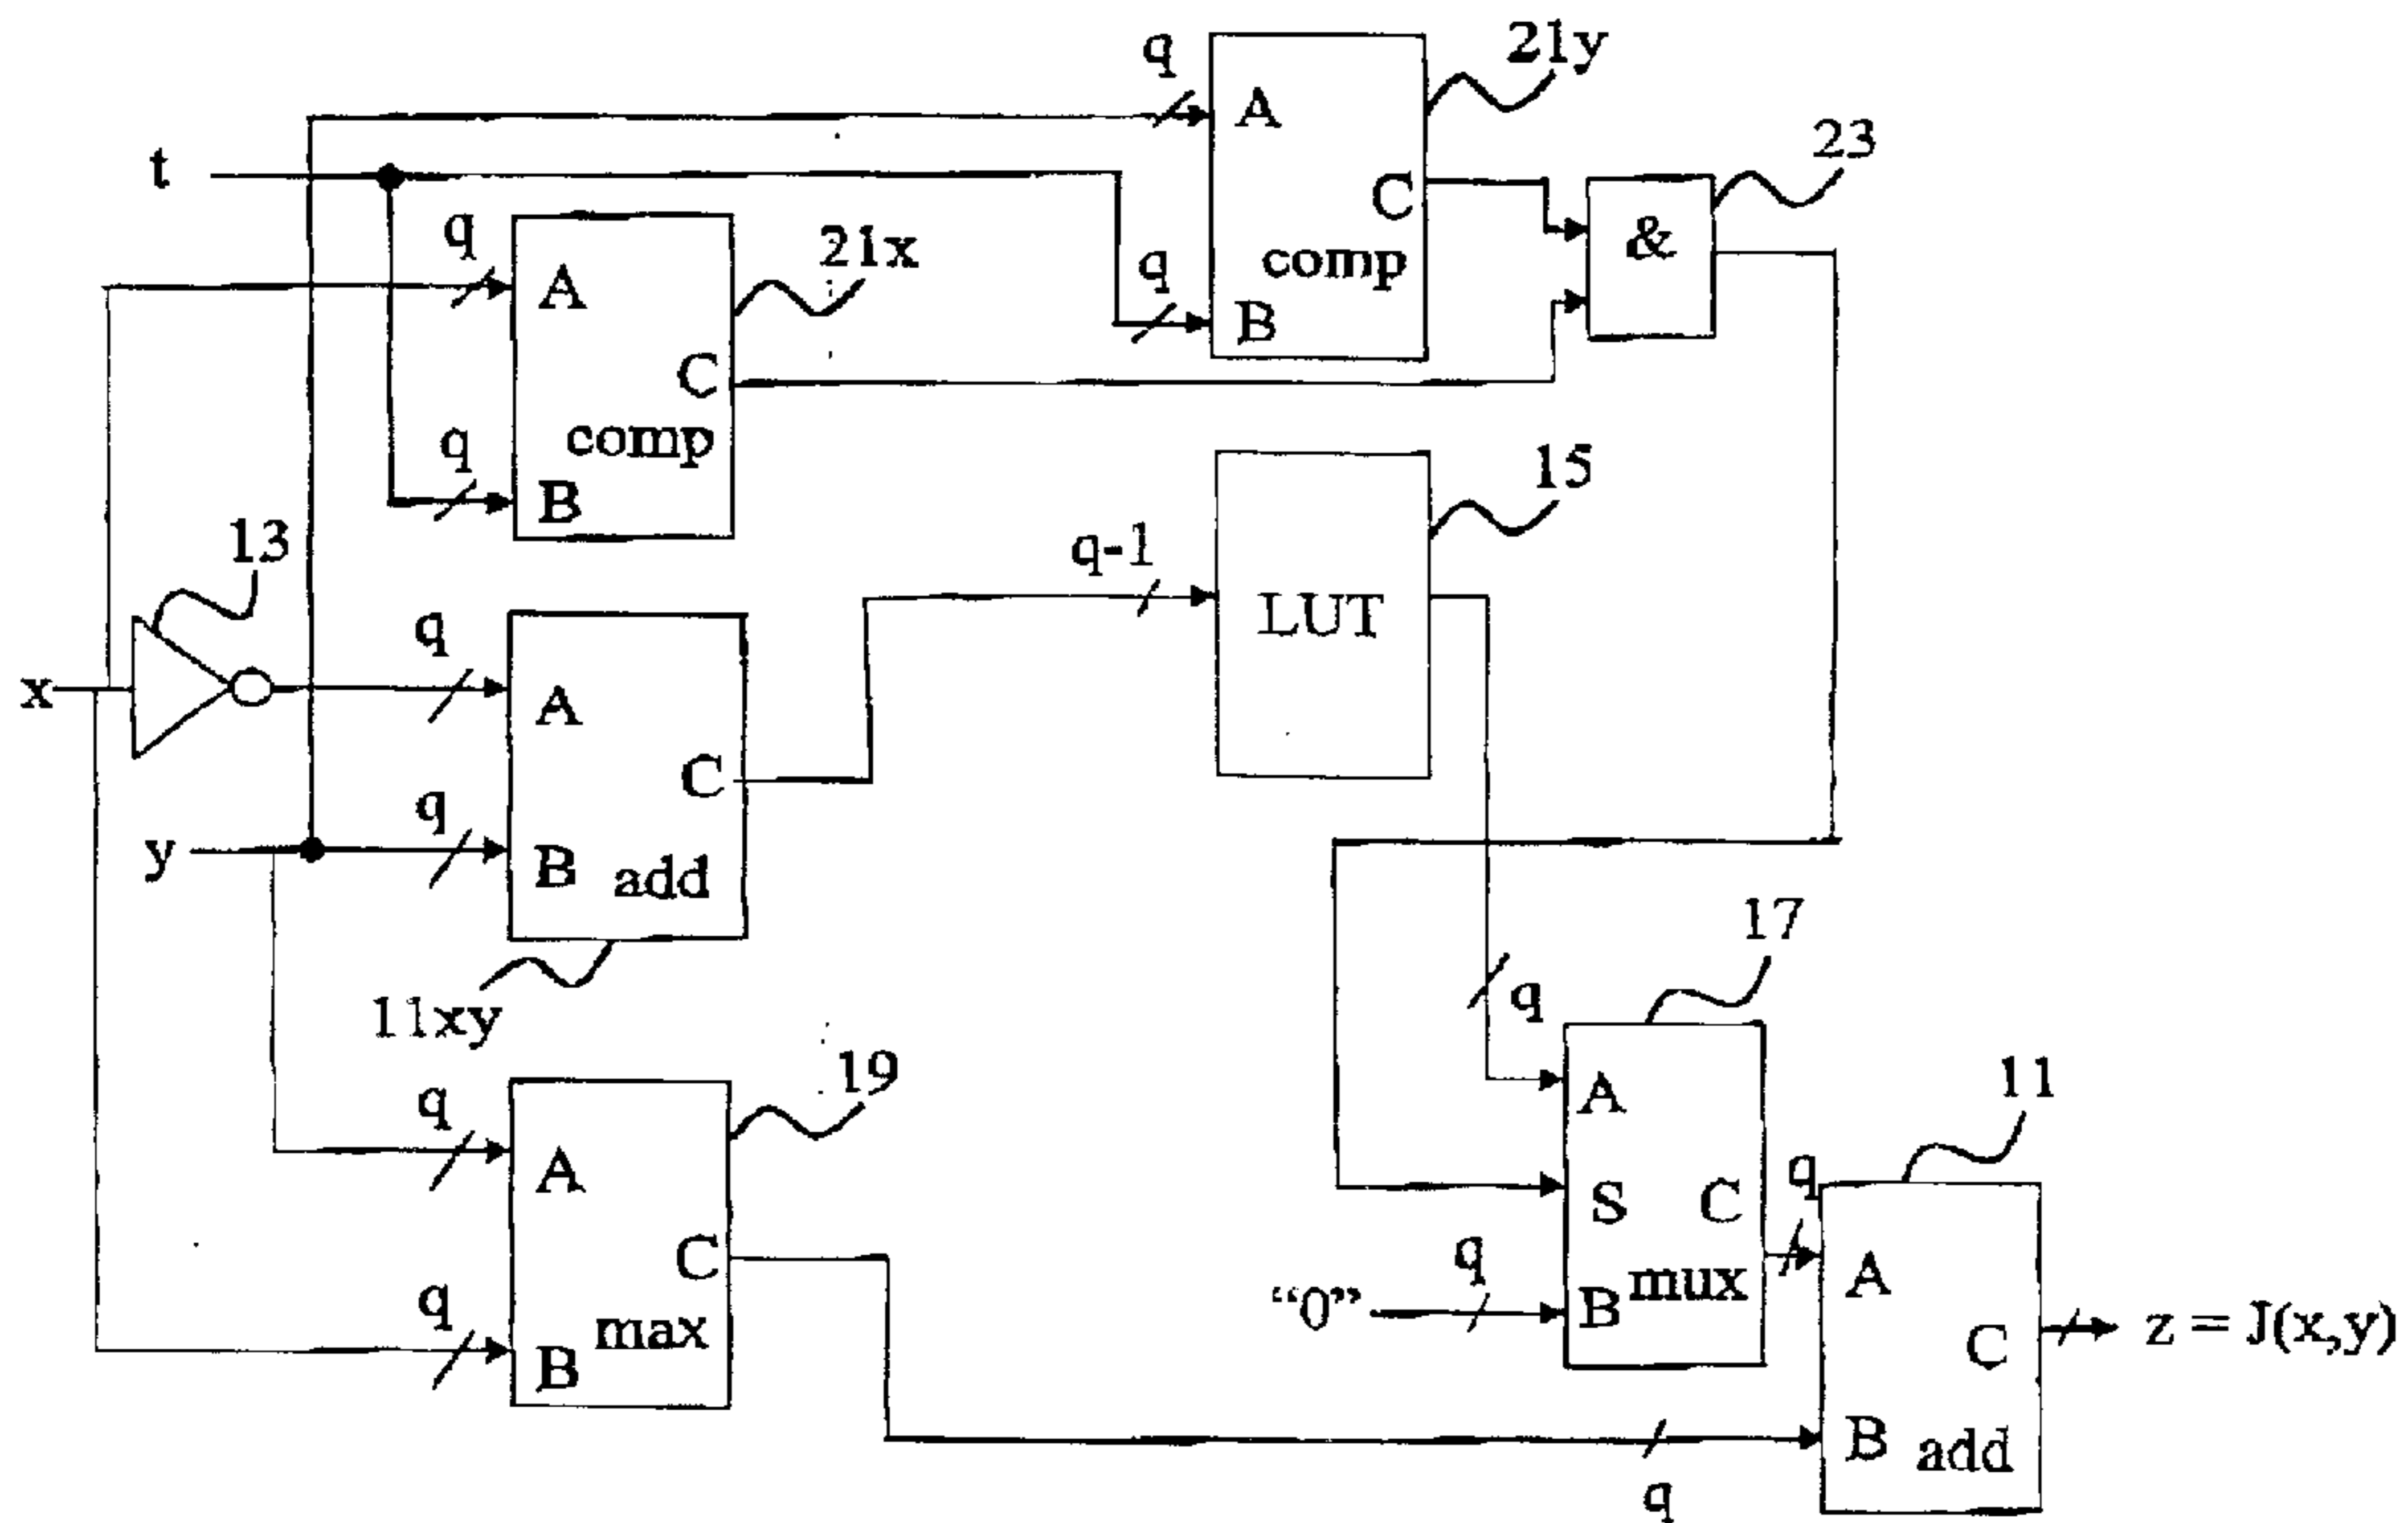 q
21y
A
t
23
C
&
q
21x
q
comp
A
B
C
q
comp
15
B
13
q-1
LUT
q
x
A
C
q
y
B
add
17
11xy
q
19
11
q
A
A
q
S
C
C
q
mux
A
"0"
B
q
max
z = J(x,y)
B
C
B
add
q